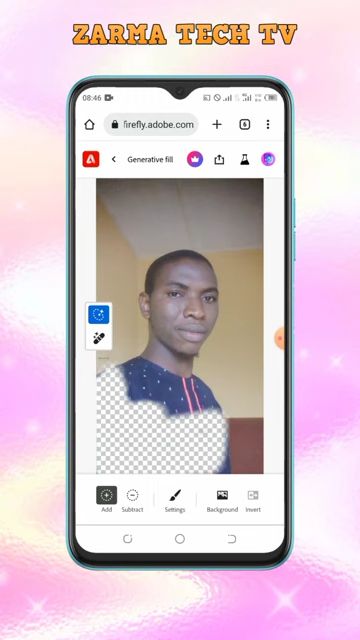 ZARMA TECH TV
08:46
firefly.adobe.com
6
Generative fill
Add
Subtract
Settings
Background
Invert